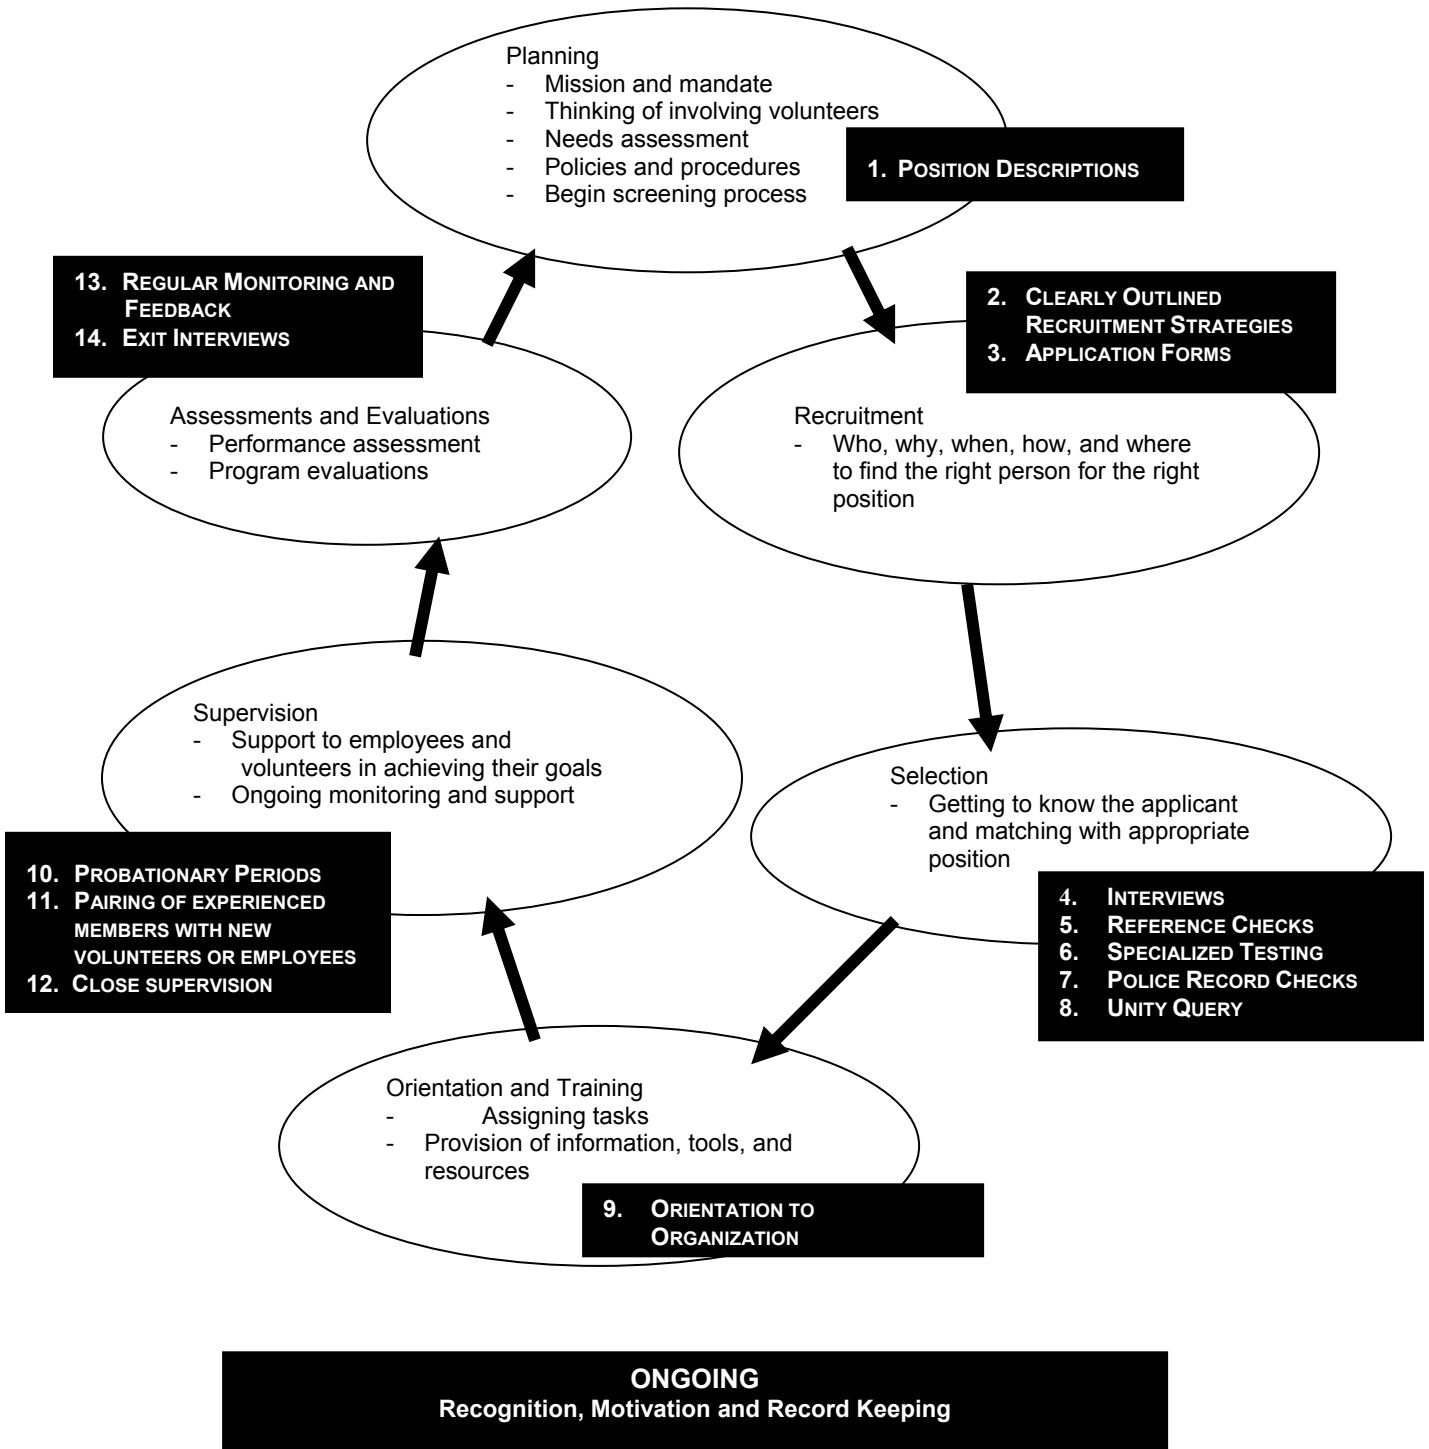 Planning
- Mission and mandate
- Thinking of involving volunteers
- Needs assessment
- Policies and procedures
- Begin screening process
1. POSITION DESCRIPTIONS
2. CLEARLY OUTLINED
RECRUITMENT STRATEGIES
3. APPLICATION FORMS
Recruitment
- Who, why, when, how, and where
to find the right person for the right
position
Selection
- Getting to know the applicant
and matching with appropriate
position
4. INTERVIEWS
5. REFERENCE CHECKS
6. SPECIALIZED TESTING
7. POLICE RECORD CHECKS
8. UNITY QUERY
Orientation and Training
- Assigning tasks
- Provision of information, tools, and
resources
9. ORIENTATION TO
ORGANIZATION
Supervision
- Support to employees and
volunteers in achieving their goals
- Ongoing monitoring and support
10. PROBATIONARY PERIODS
11. PAIRING OF EXPERIENCED
MEMBERS WITH NEW
VOLUNTEERS OR EMPLOYEES
12. CLOSE SUPERVISION
13. REGULAR MONITORING AND
FEEDBACK
14. EXIT INTERVIEWS
Assessments and Evaluations
- Performance assessment
- Program evaluations
ONGOING
Recognition, Motivation and Record Keeping